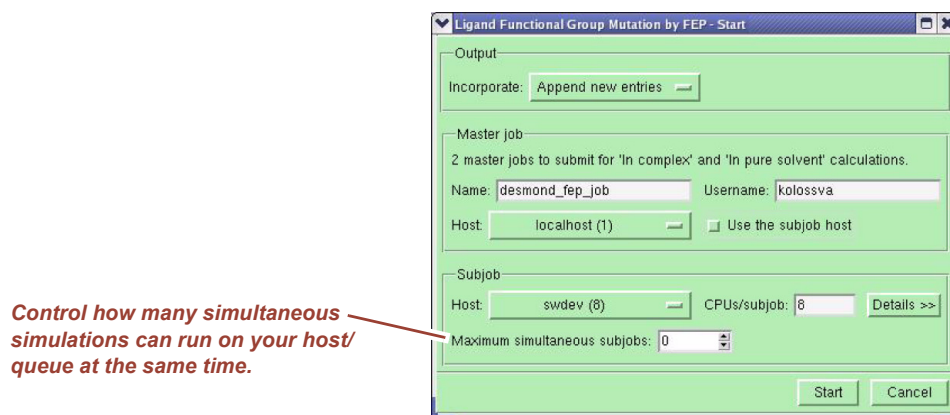 Ligand Functional Group Mutation by FEP - Start
Output
Incorporate: Append new entries
Master job
2 master jobs to submit for 'In complex' and 'In pure solvent' calculations.
Name: desmond_fep_job Username: kolossva
Host: localhost (1) Use the subjob host
Subjob
Host: swdev (8) CPUs/subjob: 8 Details >>
Maximum simultaneous subjobs: 0
Start Cancel
Control how many simultaneous
simulations can run on your host/
queue at the same time.